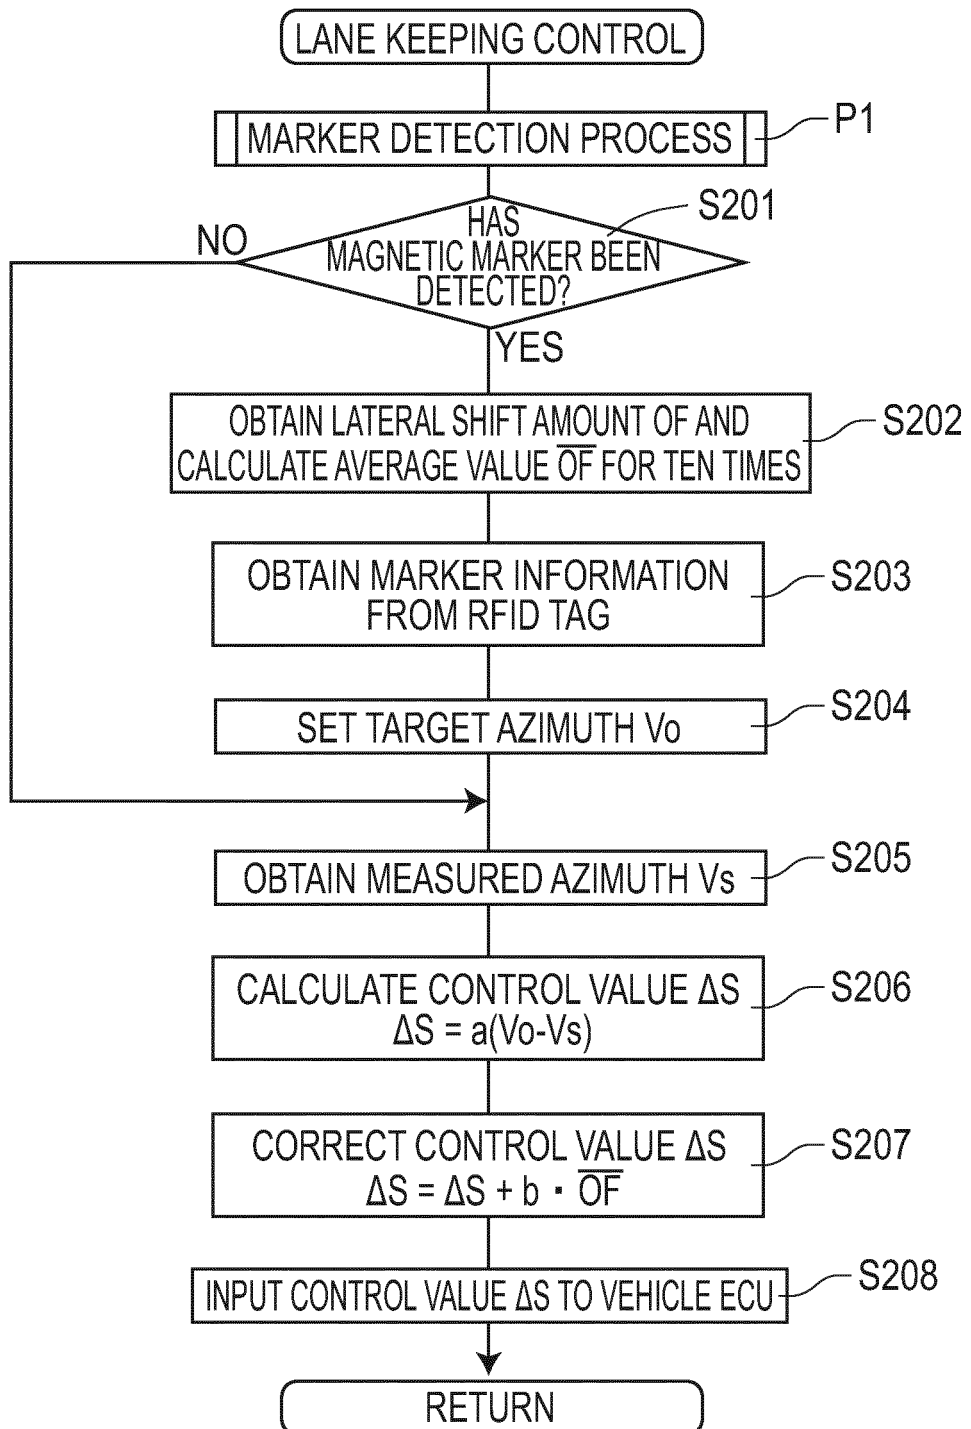 LANE KEEPING CONTROL
MARKER DETECTION PROCESS
P1
HAS
MAGNETIC MARKER BEEN
DETECTED?
S201
NO
YES
OBTAIN LATERAL SHIFT AMOUNT OF AND
CALCULATE AVERAGE VALUE O̅F̅ FOR TEN TIMES
S202
OBTAIN MARKER INFORMATION
FROM RFID TAG
S203
SET TARGET AZIMUTH Vo
S204
OBTAIN MEASURED AZIMUTH Vs
S205
CALCULATE CONTROL VALUE ΔS
ΔS = a(Vo-Vs)
S206
CORRECT CONTROL VALUE ΔS
ΔS = ΔS + b · O̅F̅
S207
INPUT CONTROL VALUE ΔS TO VEHICLE ECU
S208
RETURN